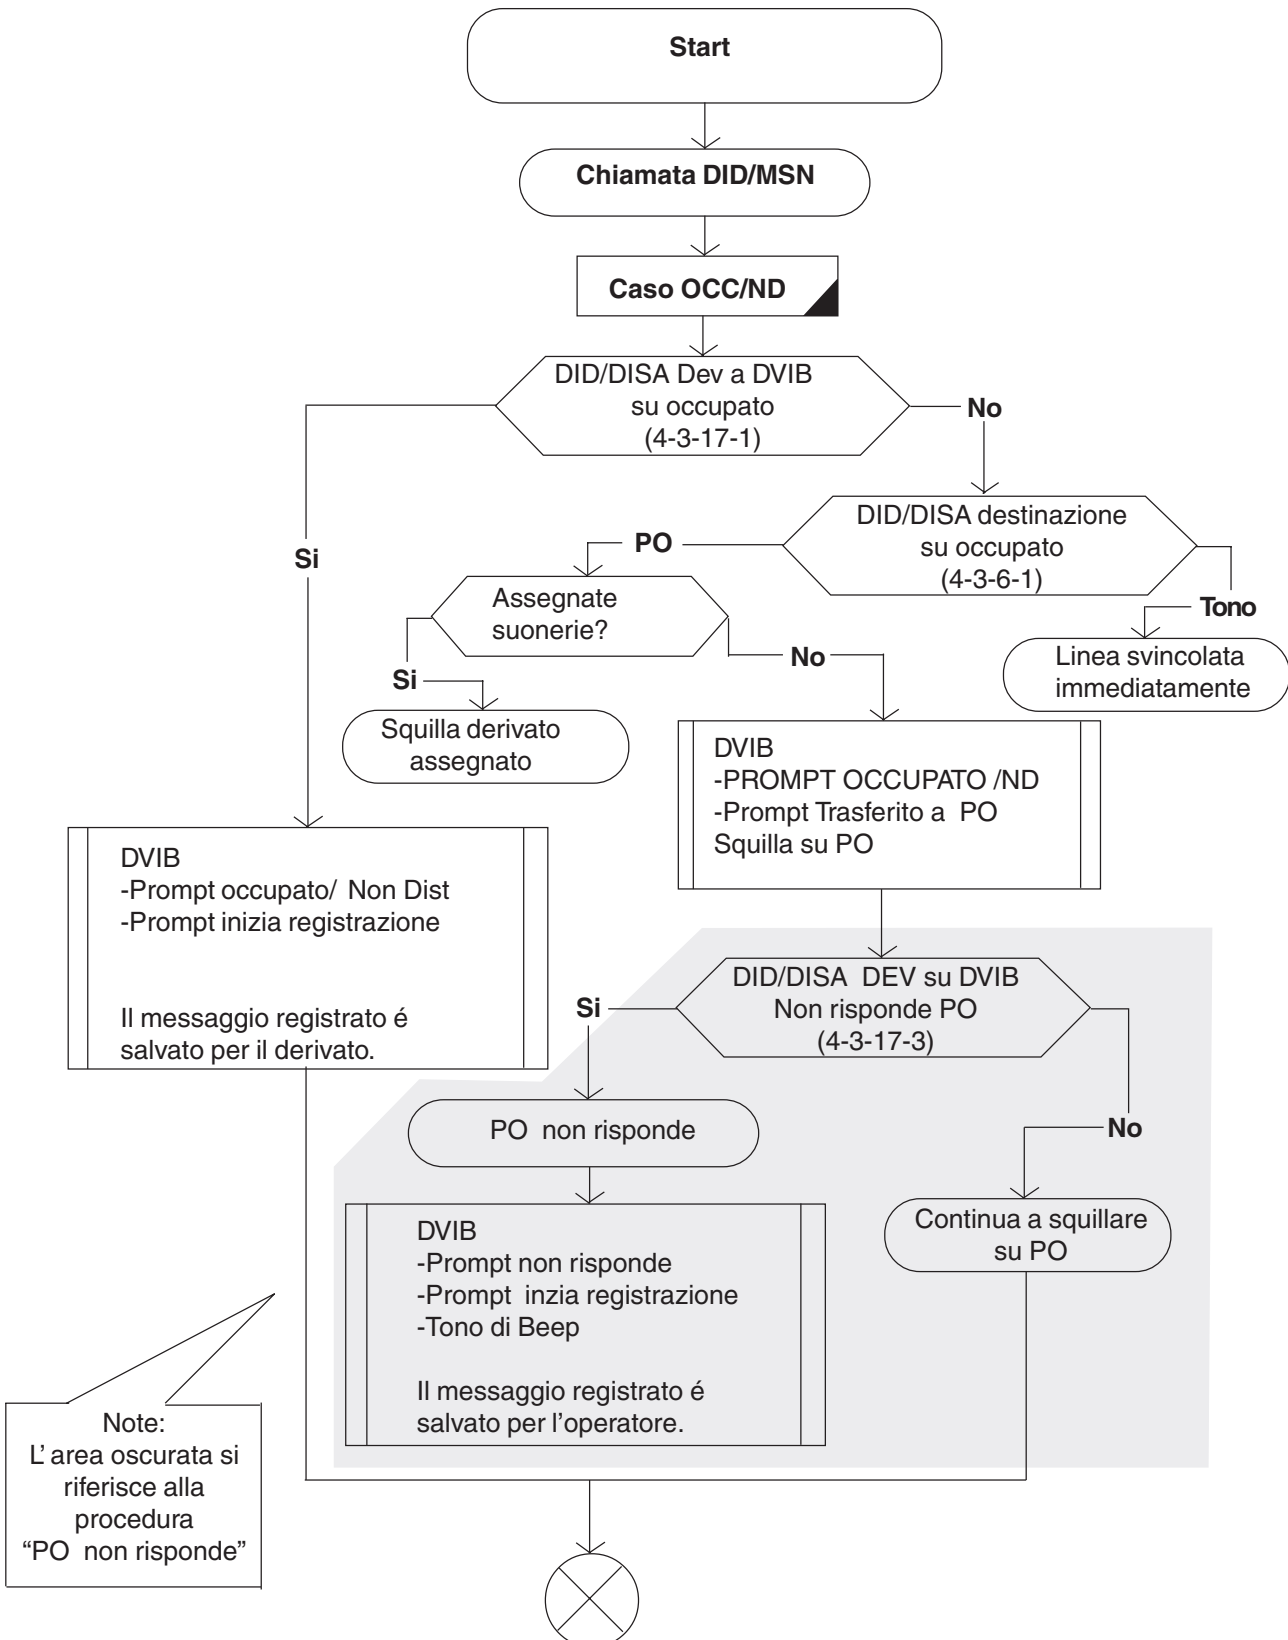 Start
Chiamata DID/MSN
Caso OCC/ND
DID/DISA Dev a DVIB
su occupato
(4-3-17-1)
No
DID/DISA destinazione
su occupato
(4-3-6-1)
Si
PO
Tono
Assegnate
suonerie?
No
Si
Linea svincolata
immediatamente
Squilla derivato
assegnato
DVIB
-PROMPT OCCUPATO /ND
-Prompt Trasferito a PO
Squilla su PO
DVIB
-Prompt occupato/ Non Dist
-Prompt inizia registrazione
Il messaggio registrato é
salvato per il derivato.
DID/DISA DEV su DVIB
Non risponde PO
(4-3-17-3)
Si
No
PO non risponde
Continua a squillare
su PO
DVIB
-Prompt non risponde
-Prompt inzia registrazione
-Tono di Beep
Il messaggio registrato é
salvato per l'operatore.
Note:
L' area oscurata si
riferisce alla
procedura
“PO non risponde”